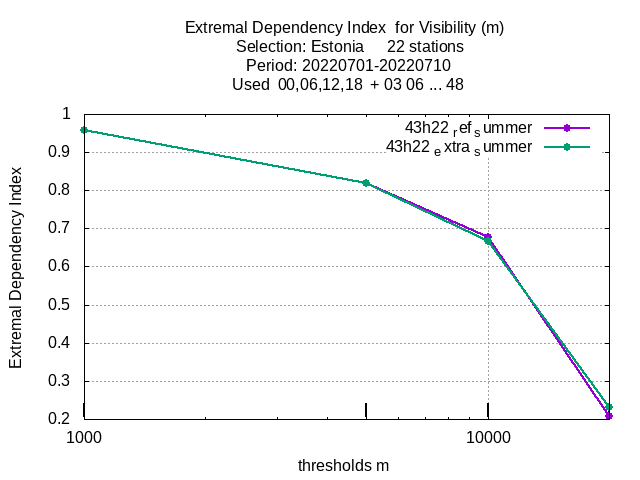 Extremal Dependency Index  for Visibility (m)
Selection: Estonia     22 stations
Period: 20220701-20220710
Used  00,06,12,18  + 03 06 ... 48
43h22 ref summer
43h22 extra summer
1
0.9
0.8
0.7
0.6
0.5
0.4
0.3
0.2
Extremal Dependency Index
1000 10000
thresholds m